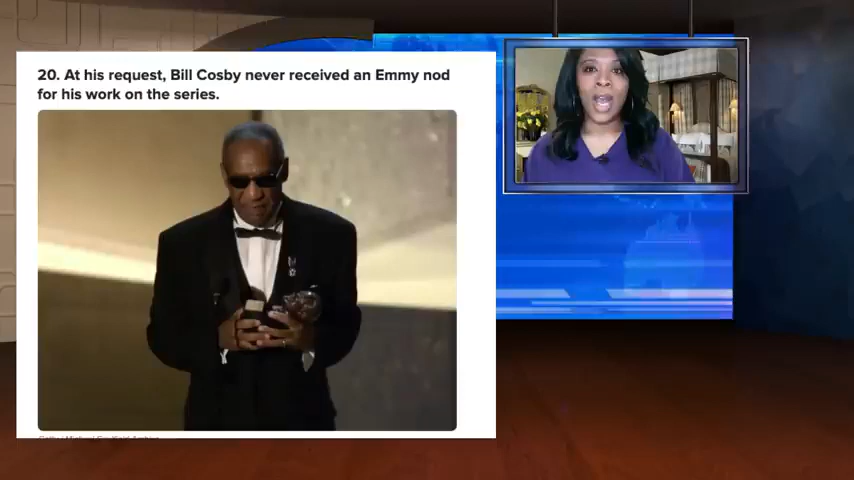 20. At his request, Bill Cosby never received an Emmy nod
for his work on the series.